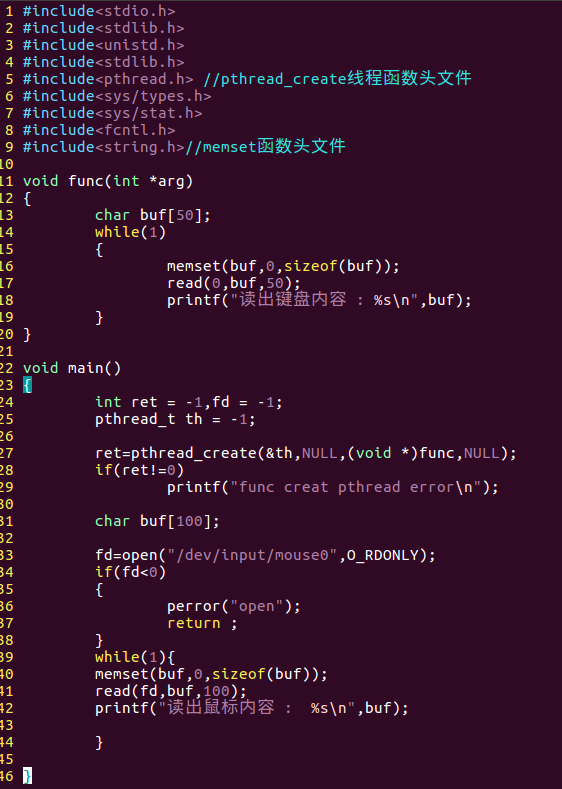 1 #include<stdio.h>
2 #include<stdlib.h>
3 #include<unistd.h>
4 #include<stdlib.h>
5 #include<pthread.h> //pthread_create线程函数头文件
6 #include<sys/types.h>
7 #include<sys/stat.h>
8 #include<fcntl.h>
9 #include<string.h>//memset函数头文件
10
11 void func(int *arg)
12 {
13         char buf[50];
14         while(1)
15         {
16                 memset(buf,0,sizeof(buf));
17                 read(0,buf,50);
18                 printf("读出键盘内容 : %s\n",buf);
19         }
20 }
21
22 void main()
23 {
24         int ret = -1,fd = -1;
25         pthread_t th = -1;
26
27         ret=pthread_create(&th,NULL,(void *)func,NULL);
28         if(ret!=0)
29                 printf("func creat pthread error\n");
30
31         char buf[100];
32
33         fd=open("/dev/input/mouse0",O_RDONLY);
34         if(fd<0)
35         {
36                 perror("open");
37                 return ;
38         }
39         while(1){
40         memset(buf,0,sizeof(buf));
41         read(fd,buf,100);
42         printf("读出鼠标内容 :  %s\n",buf);
43
44         }
45
46 }